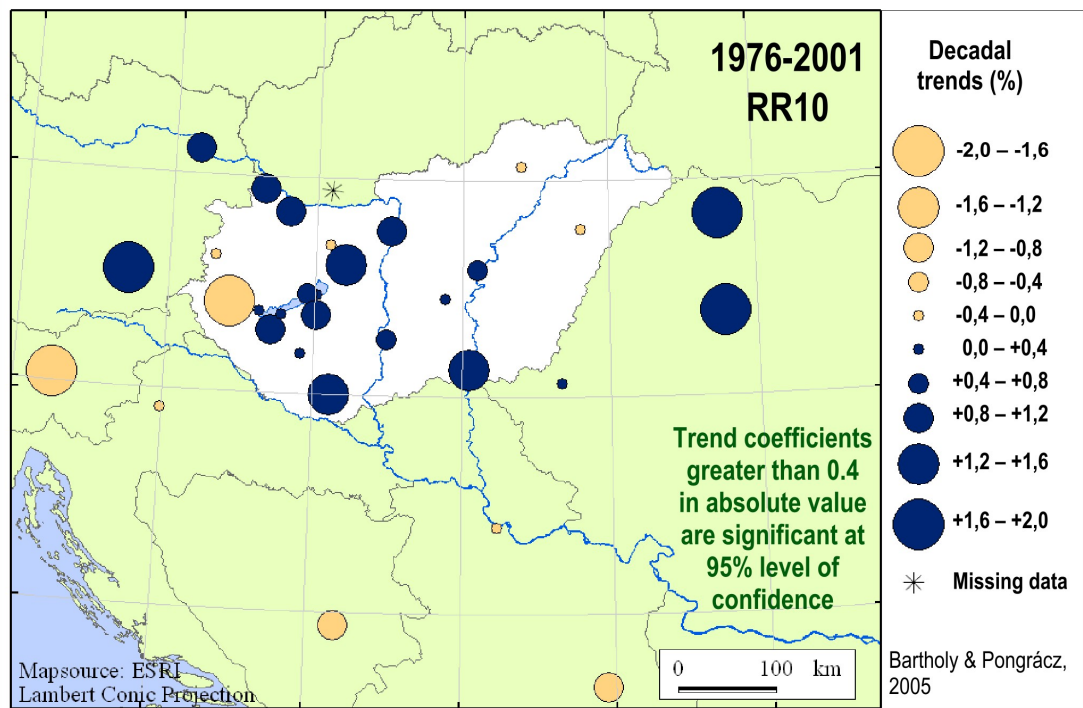 1976-2001
RR10
Trend coefficients
greater than 0.4
in absolute value
are significant at
95% level of
confidence
Mapsource: ESRI
Lambert Conic Projection
0 100 km
Decadal
trends (%)
-2,0 – -1,6
-1,6 – -1,2
-1,2 – -0,8
-0,8 – -0,4
-0,4 – 0,0
0,0 – +0,4
+0,4 – +0,8
+0,8 – +1,2
+1,2 – +1,6
+1,6 – +2,0
Missing data
Bartholy & Pongrácz,
2005